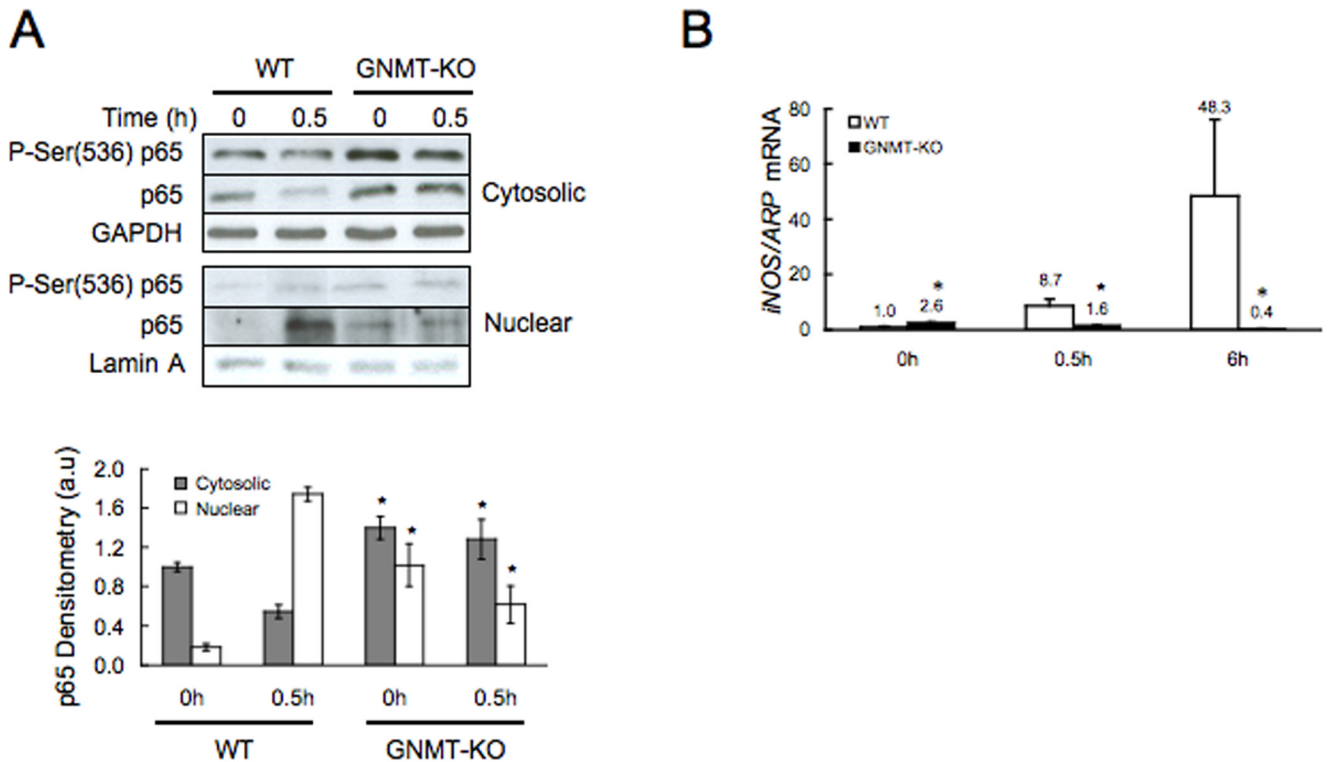 A
WT GNMT-KO
Time (h) 0 0.5 0 0.5
P-Ser(536) p65
p65 Cytosolic
GAPDH
P-Ser(536) p65
p65 Nuclear
Lamin A
p65 Densitometry (a.u)
2.0
1.6
1.2
0.8
0.4
0.0
Cytosolic
Nuclear
* * * *
0h 0.5h 0h 0.5h
WT GNMT-KO
B
iNOS/ARP mRNA
80
60
40
20
0
WT
GNMT-KO
1.0 * 2.6 8.7 * 1.6 48.3 * 0.4
0h 0.5h 6h